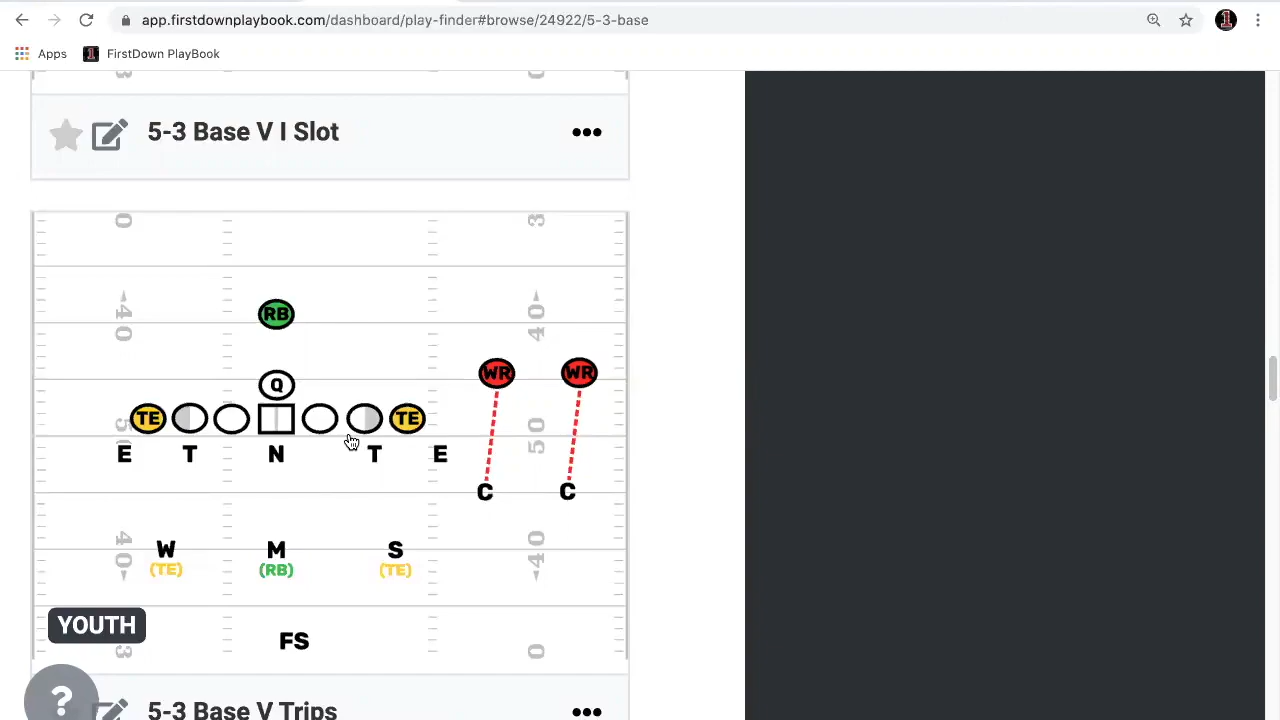 app.firstdownplaybook.com/dashboard/play-finder#browse/24922/5-3-base
Apps FirstDown PlayBook
5-3 Base V I Slot
RB
WR WR
Q
TE TE
E T N T E
C C
W M S
(TE) (RB) (TE)
YOUTH
FS
?
5-3 Base V Trips